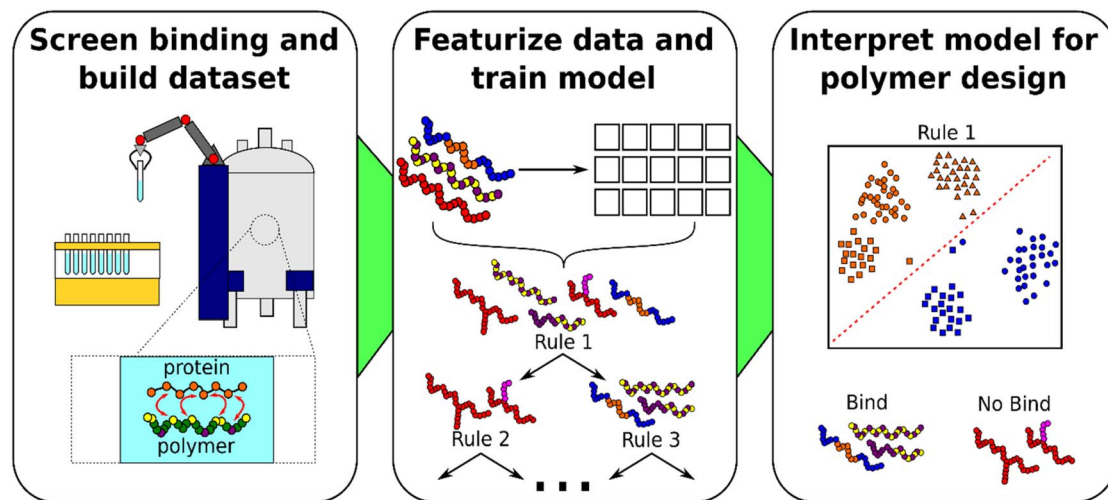 Screen binding and
build dataset
protein
polymer
Featurize data and
train model
Rule 1
Rule 2
Rule 3
...
Interpret model for
polymer design
Rule 1
Bind
No Bind